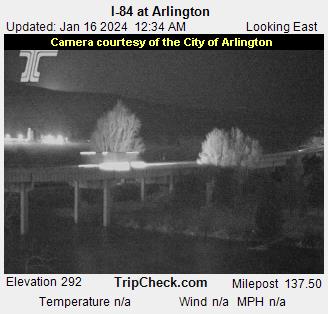 I-84 at Arlington
Updated: Jan 16 2024 12:34 AM Looking East
Camera courtesy of the City of Arlington
Elevation 292 TripCheck.com Milepost 137.50
Temperature n/a Wind n/a MPH n/a